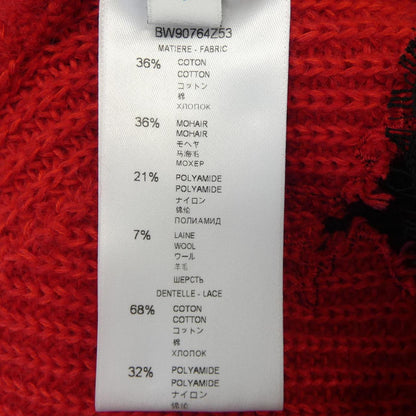 BW90764Z53
MATIERE - FABRIC
36% COTON
COTTON
コットン
棉
ХЛОПОК
36% MOHAIR
MOHAIR
モヘヤ
马海毛
МОХЕР
21% POLYAMIDE
POLYAMIDE
ナイロン
锦纶
ПОЛИАМИД
7% LAINE
WOOL
ウール
羊毛
ШЕРСТЬ
DENTELLE - LACE
68% COTON
COTTON
コットン
棉
ХЛОПОК
32% POLYAMIDE
POLYAMIDE
ナイロン
锦纶